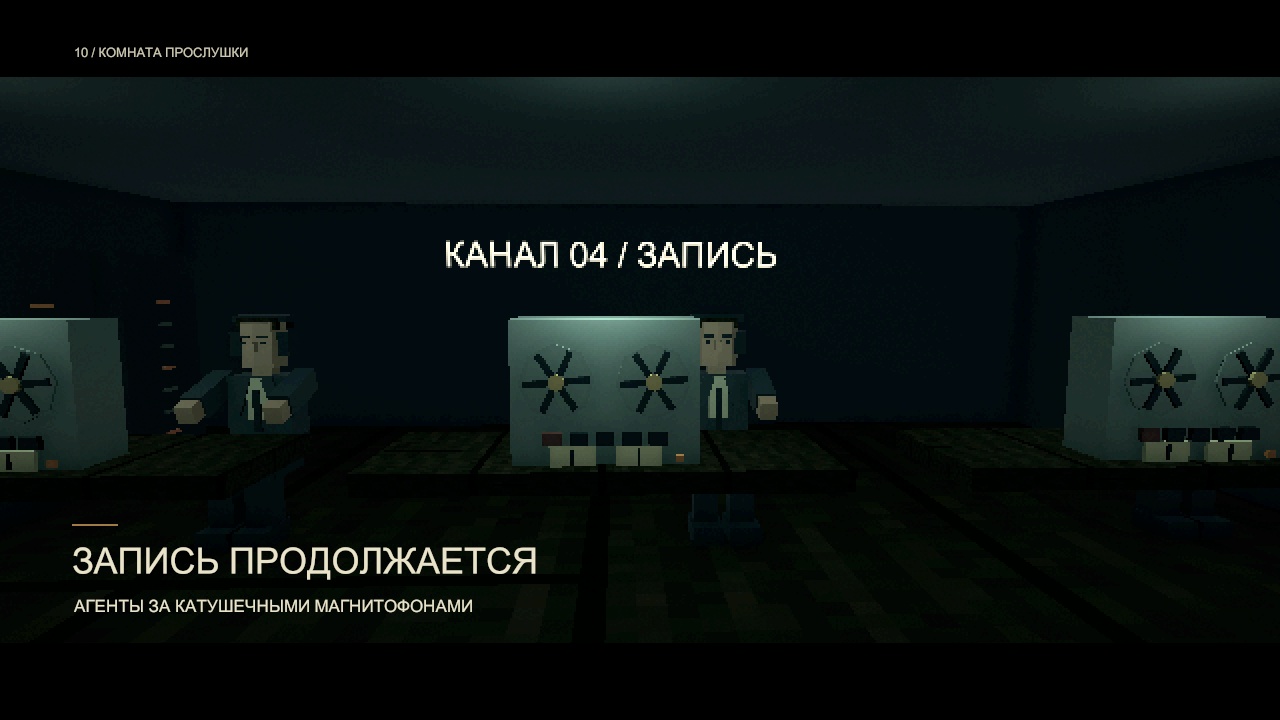 10 / КОМНАТА ПРОСЛУШКИ
КАНАЛ 04 / ЗАПИСЬ
ЗАПИСЬ ПРОДОЛЖАЕТСЯ
АГЕНТЫ ЗА КАТУШЕЧНЫМИ МАГНИТОФОНАМИ